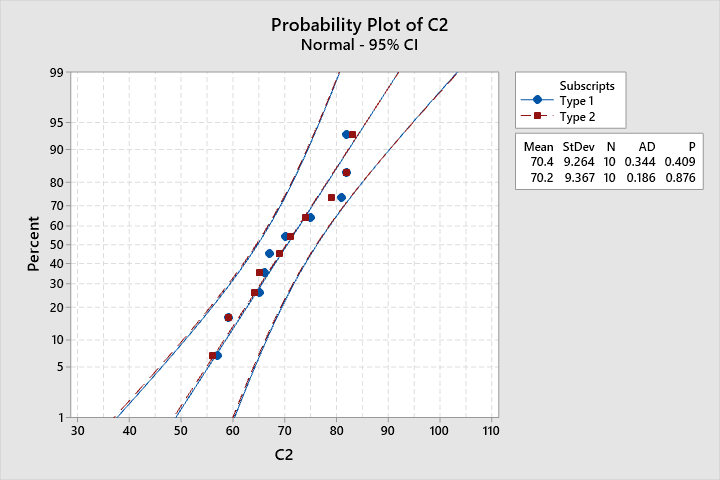 Probability Plot of C2
Normal - 95% CI
Percent
99
95
90
80
70
60
50
40
30
20
10
5
1
30 40 50 60 70 80 90 100 110
C2
Subscripts
Type 1
Type 2
Mean StDev N AD P
70.4 9.264 10 0.344 0.409
70.2 9.367 10 0.186 0.876